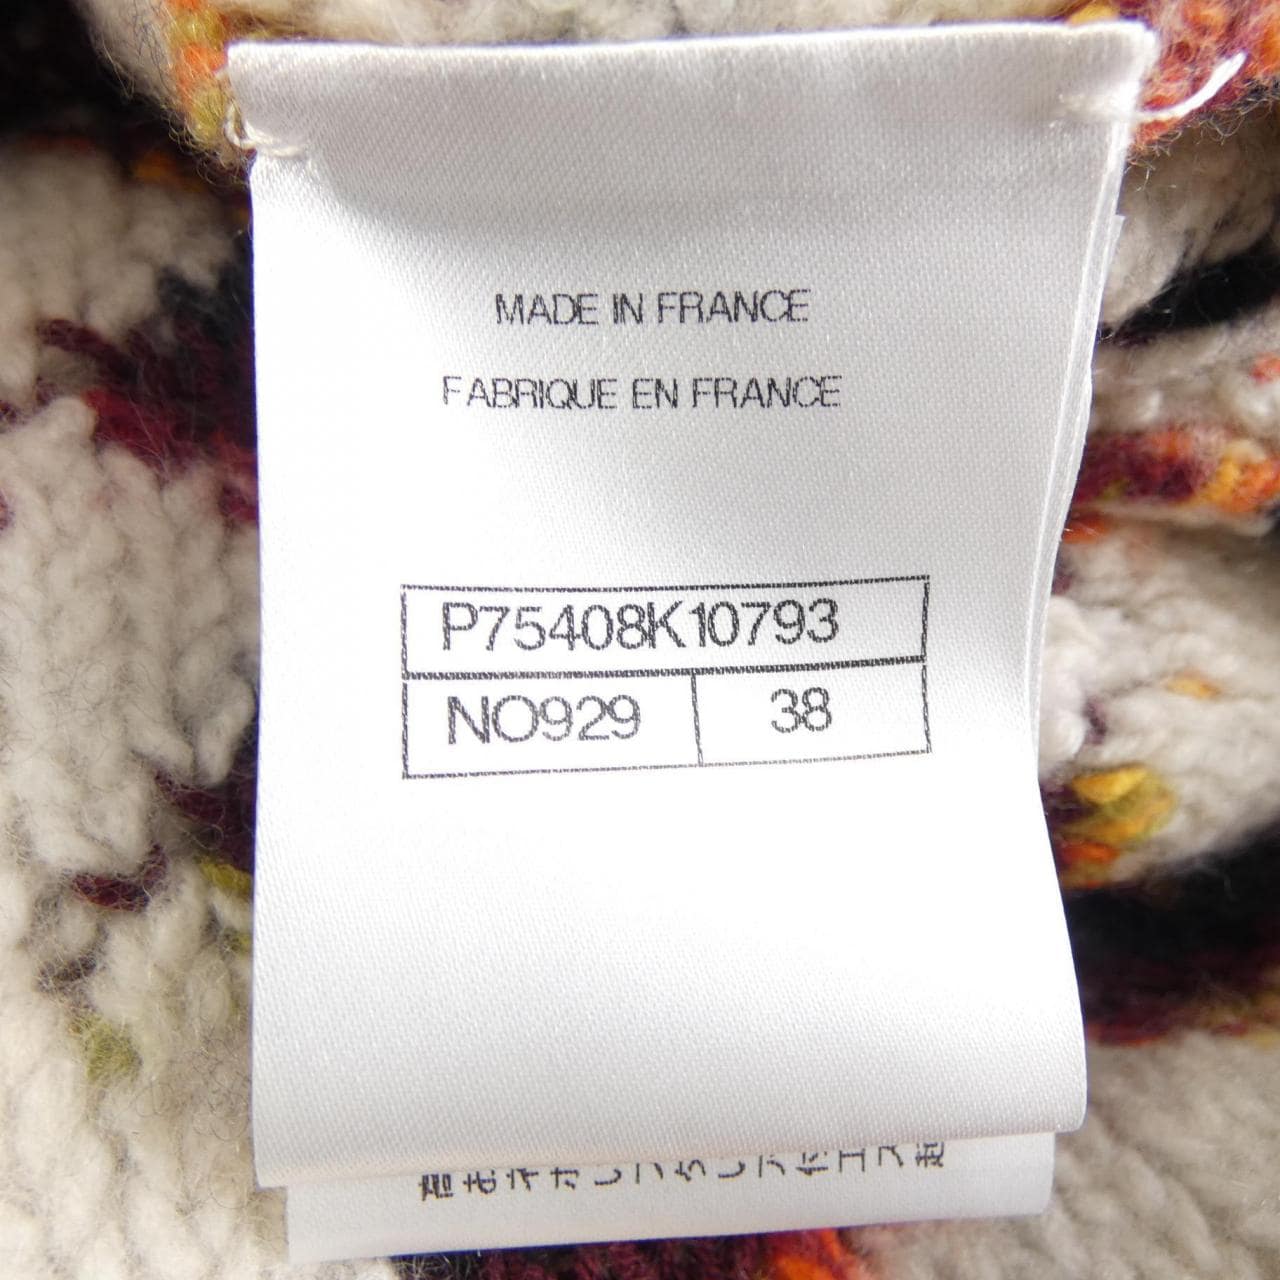 MADE IN FRANCE
FABRIQUE EN FRANCE
P75408K10793
NO929 38